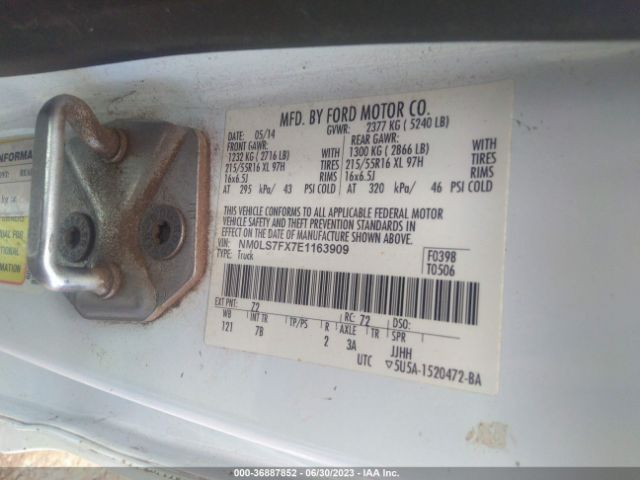 MFD. BY FORD MOTOR CO.
DATE: 05/14 GVWR: 2377 KG ( 5240 LB)
FRONT GAWR: REAR GAWR:
1232 KG ( 2716 LB) WITH 1300 KG ( 2866 LB) WITH
215/55R16 XL 97H TIRES 215/55R16 XL 97H TIRES
16x6.5J RIMS 16x6.5J RIMS
AT 295 kPa/ 43 PSI COLD AT 320 kPa/ 46 PSI COLD
THIS VEHICLE CONFORMS TO ALL APPLICABLE FEDERAL MOTOR
VEHICLE SAFETY AND THEFT PREVENTION STANDARDS IN
EFFECT ON THE DATE OF MANUFACTURE SHOWN ABOVE.
VIN: NM0LS7FX7E1163909
TYPE: Truck
F0398
T0506
EXT PNT: 72 RC: 72 DSO:
WB INT TR TP/PS R AXLE TR SPR
121 7B 2 3A JJHH
UTC ▽5U5A-1520472-BA
INFORMA
000-36887852 - 06/30/2023 - IAA Inc.